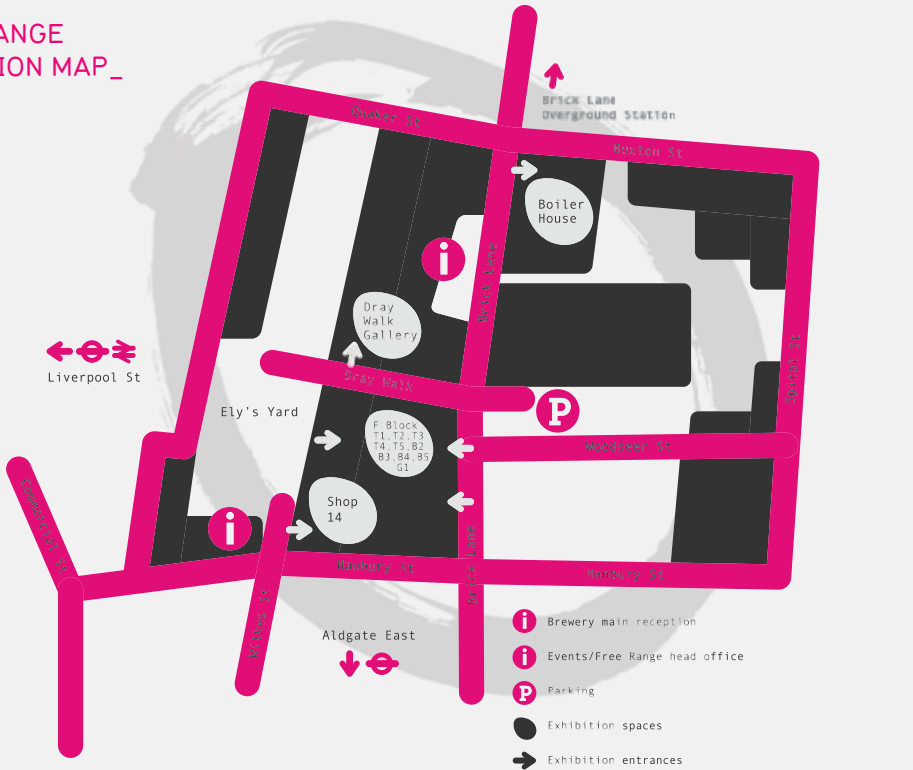 ANGE
ION MAP_
Brick Lane
Overground Station
Quaker St
Buxton St
Boiler
House
Brick Lane
Dray
Walk
Gallery
Spital St
Liverpool St
Dray Walk
Ely's Yard
P
F Block
T1,T2,T3
T4,T5,B2
B3,B4,B5
G1
Woodseer St
Commercial St
Shop
14
i
i
Brick Lane
Hanbury St
Hanbury St
Wilkes St
Aldgate East
i Brewery main reception
i Events/Free Range head office
P Parking
Exhibition spaces
Exhibition entrances